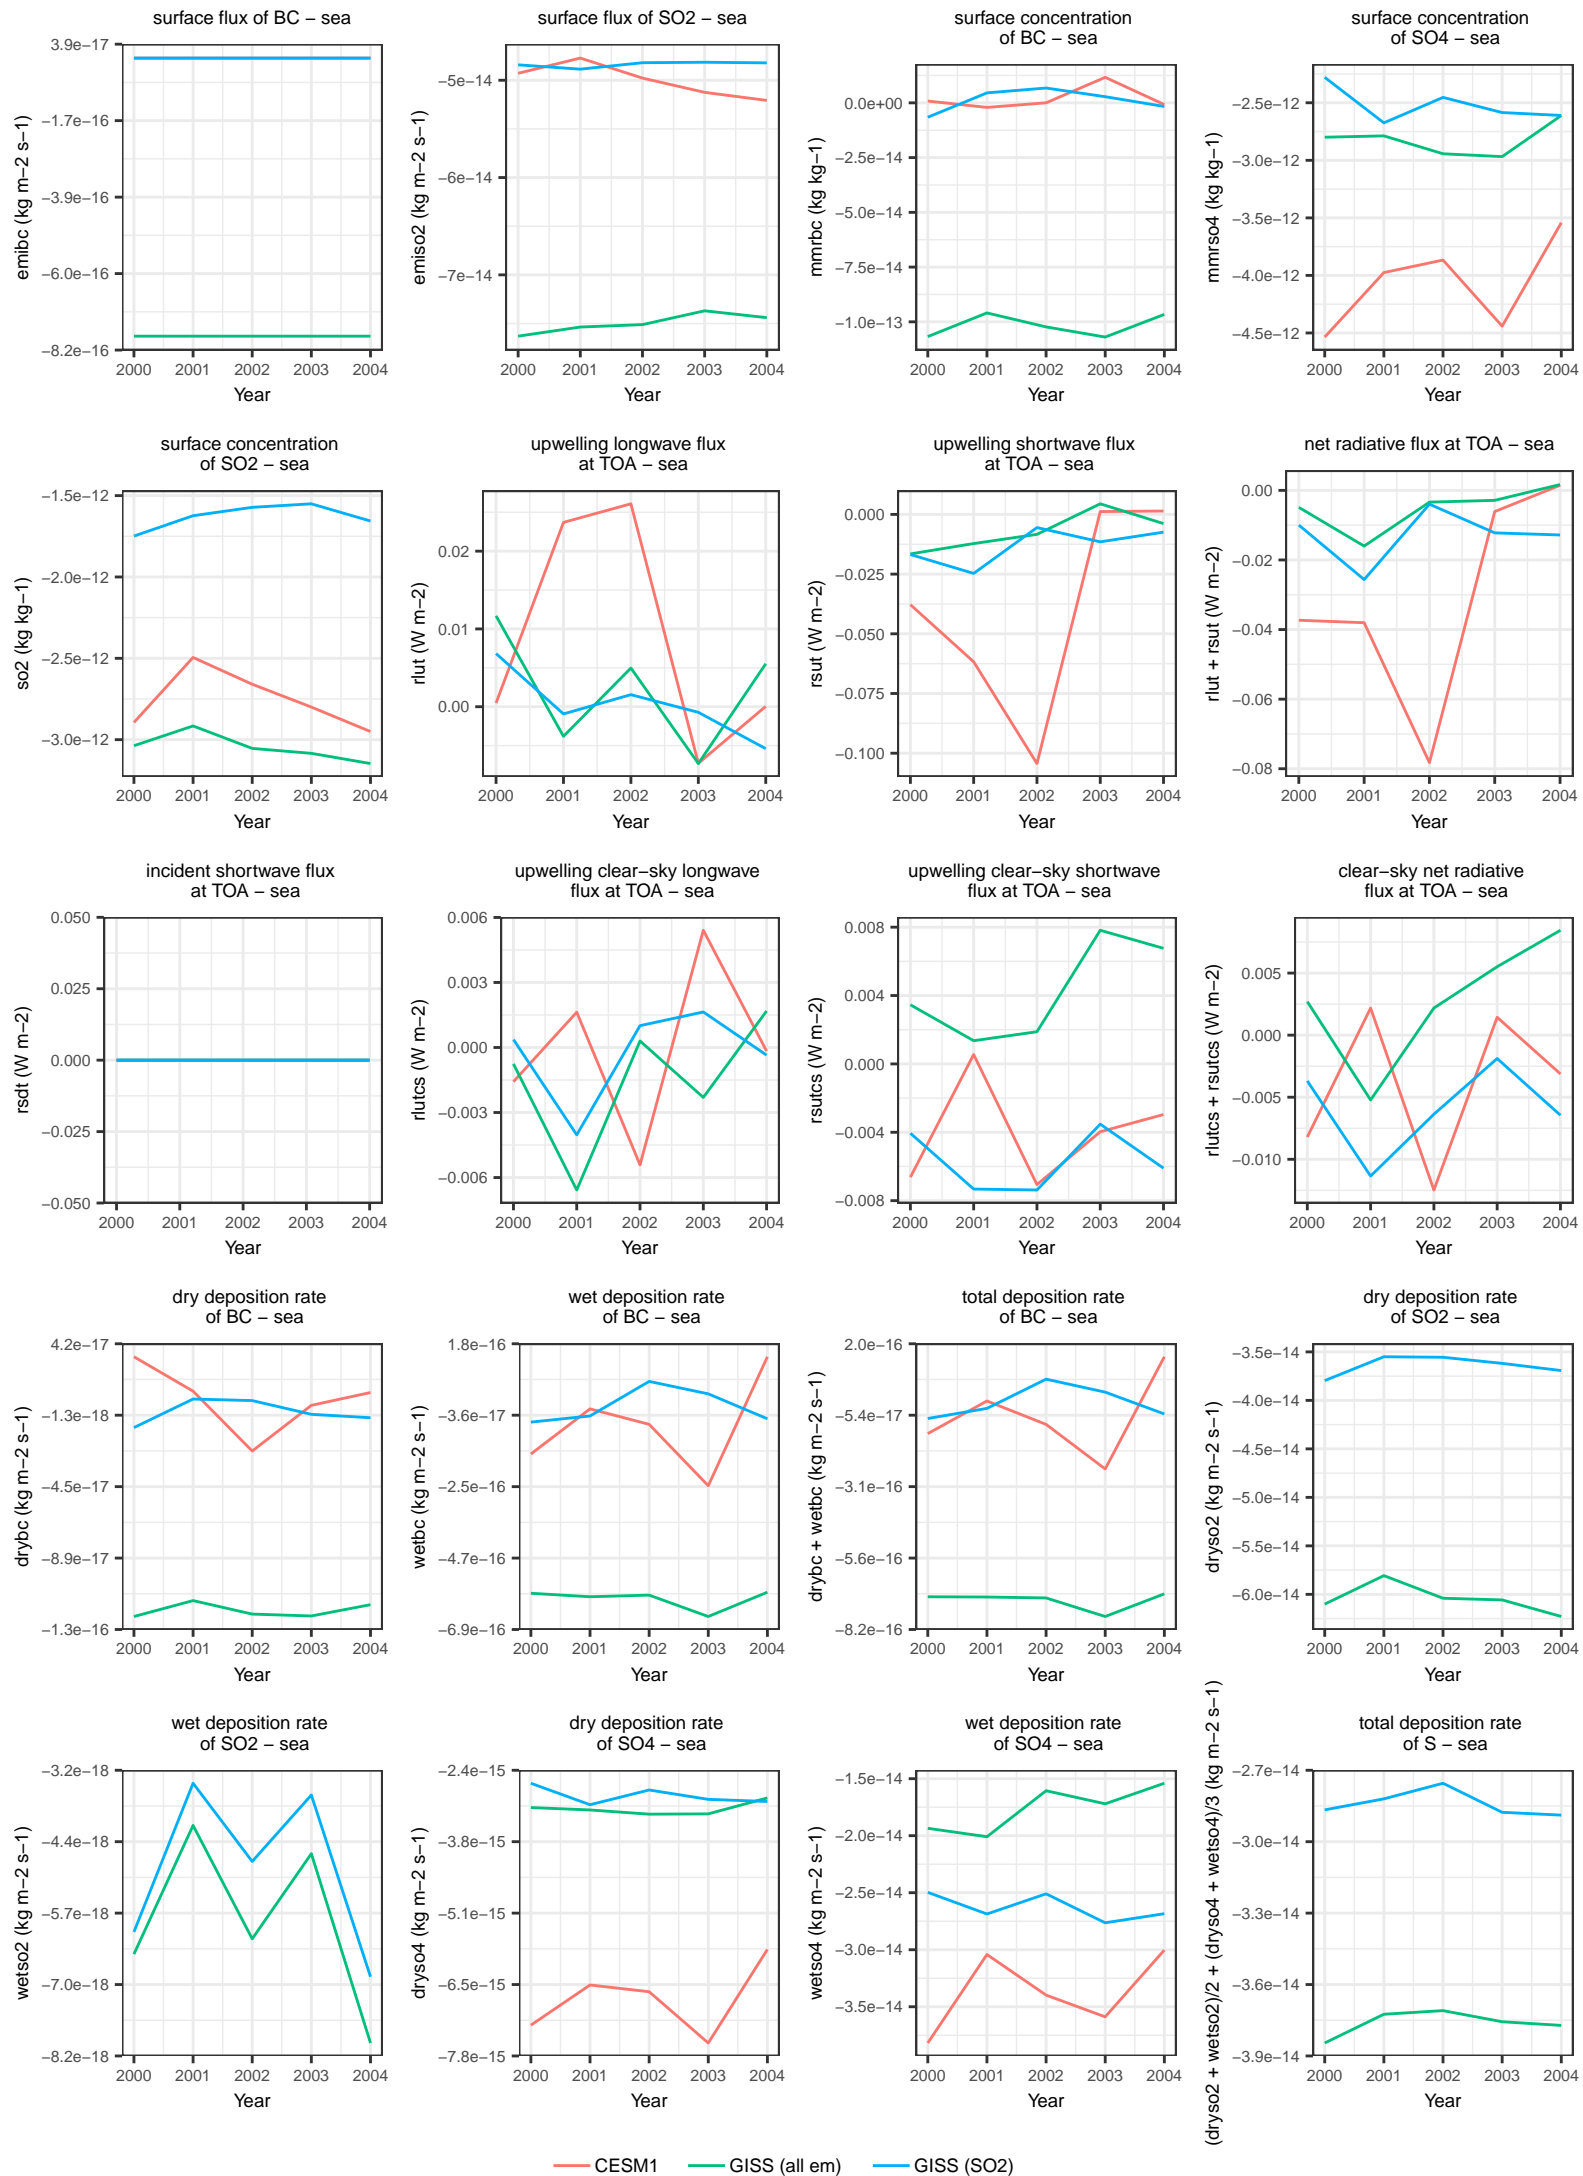 surface flux of BC − sea
3.9e−17
−1.7e−16
−3.9e−16
−6.0e−16
−8.2e−16
emibc (kg m−2 s−1)
2000 2001 2002 2003 2004
Year
surface flux of SO2 − sea
−5e−14
−6e−14
−7e−14
emiso2 (kg m−2 s−1)
2000 2001 2002 2003 2004
Year
surface concentration
of BC − sea
0.0e+00
−2.5e−14
−5.0e−14
−7.5e−14
−1.0e−13
mmrbc (kg kg−1)
2000 2001 2002 2003 2004
Year
surface concentration
of SO4 − sea
−2.5e−12
−3.0e−12
−3.5e−12
−4.0e−12
−4.5e−12
mmrso4 (kg kg−1)
2000 2001 2002 2003 2004
Year
surface concentration
of SO2 − sea
−1.5e−12
−2.0e−12
−2.5e−12
−3.0e−12
so2 (kg kg−1)
2000 2001 2002 2003 2004
Year
upwelling longwave flux
at TOA − sea
0.02
0.01
0.00
rlut (W m−2)
2000 2001 2002 2003 2004
Year
upwelling shortwave flux
at TOA − sea
0.000
−0.025
−0.050
−0.075
−0.100
rsut (W m−2)
2000 2001 2002 2003 2004
Year
net radiative flux at TOA − sea
0.00
−0.02
−0.04
−0.06
−0.08
rlut + rsut (W m−2)
2000 2001 2002 2003 2004
Year
incident shortwave flux
at TOA − sea
0.050
0.025
0.000
−0.025
−0.050
rsdt (W m−2)
2000 2001 2002 2003 2004
Year
upwelling clear−sky longwave
flux at TOA − sea
0.006
0.003
0.000
−0.003
−0.006
rlutcs (W m−2)
2000 2001 2002 2003 2004
Year
upwelling clear−sky shortwave
flux at TOA − sea
0.008
0.004
0.000
−0.004
−0.008
rsutcs (W m−2)
2000 2001 2002 2003 2004
Year
clear−sky net radiative
flux at TOA − sea
0.005
0.000
−0.005
−0.010
rlutcs + rsutcs (W m−2)
2000 2001 2002 2003 2004
Year
dry deposition rate
of BC − sea
4.2e−17
−1.3e−18
−4.5e−17
−8.9e−17
−1.3e−16
drybc (kg m−2 s−1)
2000 2001 2002 2003 2004
Year
wet deposition rate
of BC − sea
1.8e−16
−3.6e−17
−2.5e−16
−4.7e−16
−6.9e−16
wetbc (kg m−2 s−1)
2000 2001 2002 2003 2004
Year
total deposition rate
of BC − sea
2.0e−16
−5.4e−17
−3.1e−16
−5.6e−16
−8.2e−16
drybc + wetbc (kg m−2 s−1)
2000 2001 2002 2003 2004
Year
dry deposition rate
of SO2 − sea
−3.5e−14
−4.0e−14
−4.5e−14
−5.0e−14
−5.5e−14
−6.0e−14
dryso2 (kg m−2 s−1)
2000 2001 2002 2003 2004
Year
wet deposition rate
of SO2 − sea
−3.2e−18
−4.4e−18
−5.7e−18
−7.0e−18
−8.2e−18
wetso2 (kg m−2 s−1)
2000 2001 2002 2003 2004
Year
dry deposition rate
of SO4 − sea
−2.4e−15
−3.8e−15
−5.1e−15
−6.5e−15
−7.8e−15
dryso4 (kg m−2 s−1)
2000 2001 2002 2003 2004
Year
wet deposition rate
of SO4 − sea
−1.5e−14
−2.0e−14
−2.5e−14
−3.0e−14
−3.5e−14
wetso4 (kg m−2 s−1)
2000 2001 2002 2003 2004
Year
total deposition rate
of S − sea
−2.7e−14
−3.0e−14
−3.3e−14
−3.6e−14
−3.9e−14
(dryso2 + wetso2)/2 + (dryso4 + wetso4)/3 (kg m−2 s−1)
2000 2001 2002 2003 2004
Year
CESM1 GISS (all em) GISS (SO2)